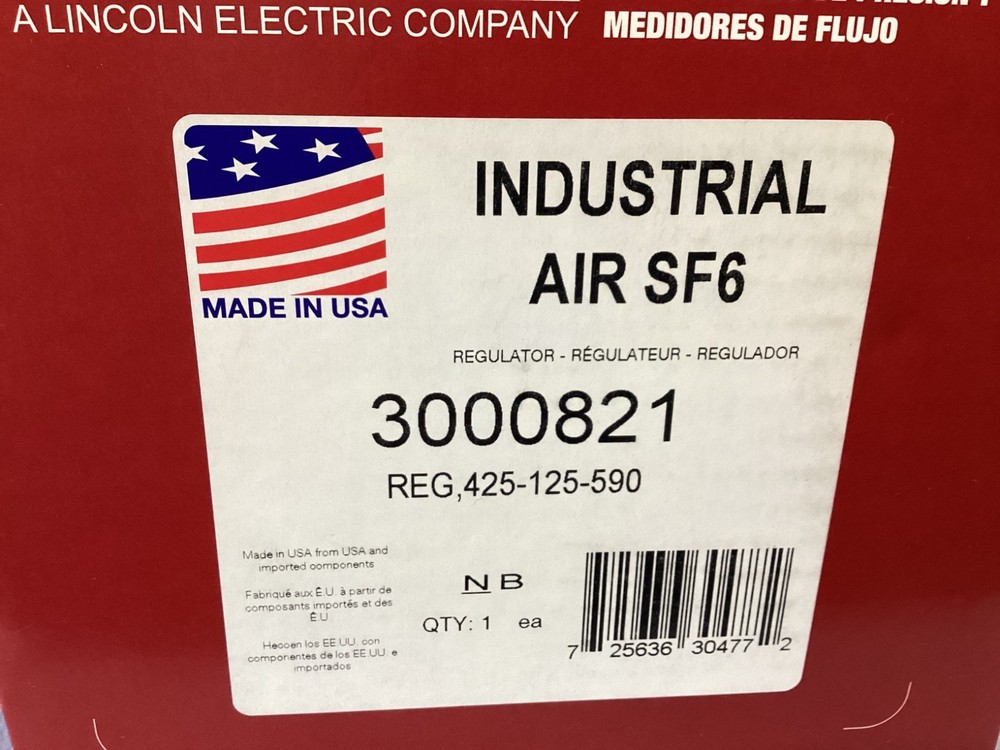 A LINCOLN ELECTRIC COMPANY
MEDIDORES DE FLUJO
MADE IN USA
INDUSTRIAL
AIR SF6
REGULATOR - RÉGULATEUR - REGULADOR
3000821
REG,425-125-590
Made in USA from USA and
imported components
Fabriqué aux É.U. à partir de
composants importés et des
É.U.
Hecoen los EE.UU. con
componentes de los EE.UU. e
importados
N B
QTY: 1 ea
7 25636 30477 2